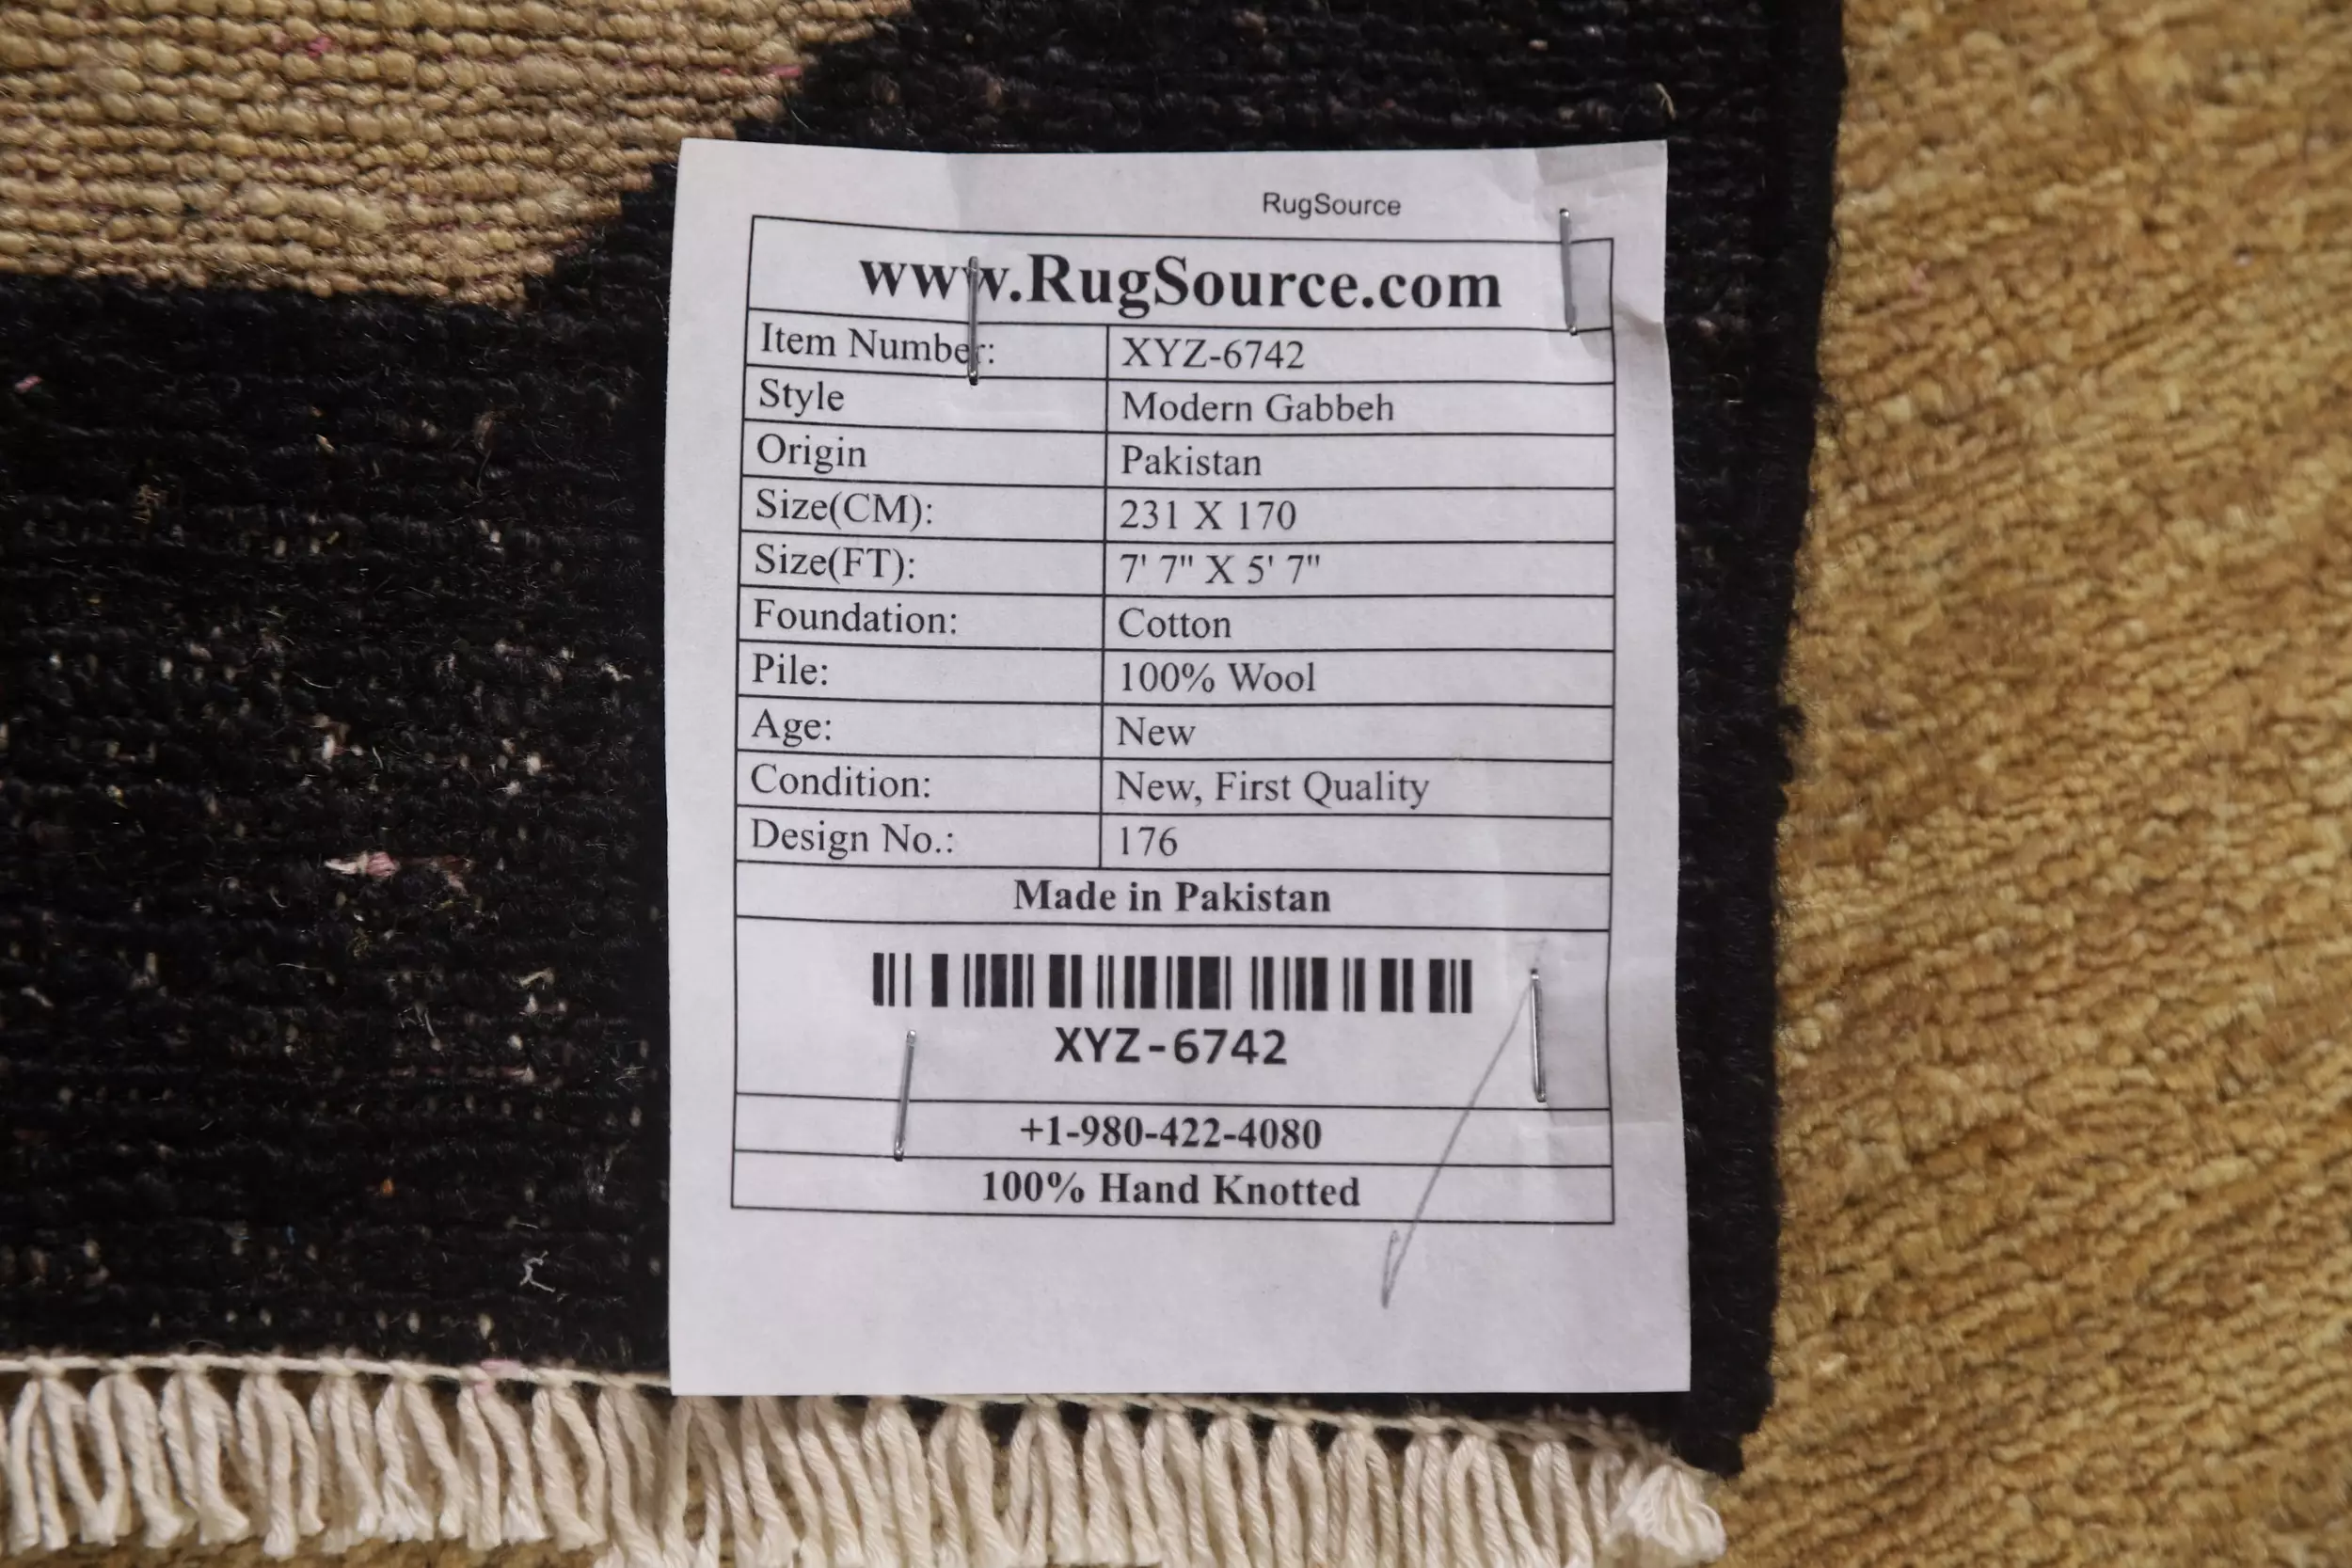 RugSource
www.RugSource.com
Item Number: XYZ-6742
Style Modern Gabbeh
Origin Pakistan
Size(CM): 231 X 170
Size(FT): 7' 7" X 5' 7"
Foundation: Cotton
Pile: 100% Wool
Age: New
Condition: New, First Quality
Design No.: 176
Made in Pakistan
XYZ-6742
+1-980-422-4080
100% Hand Knotted